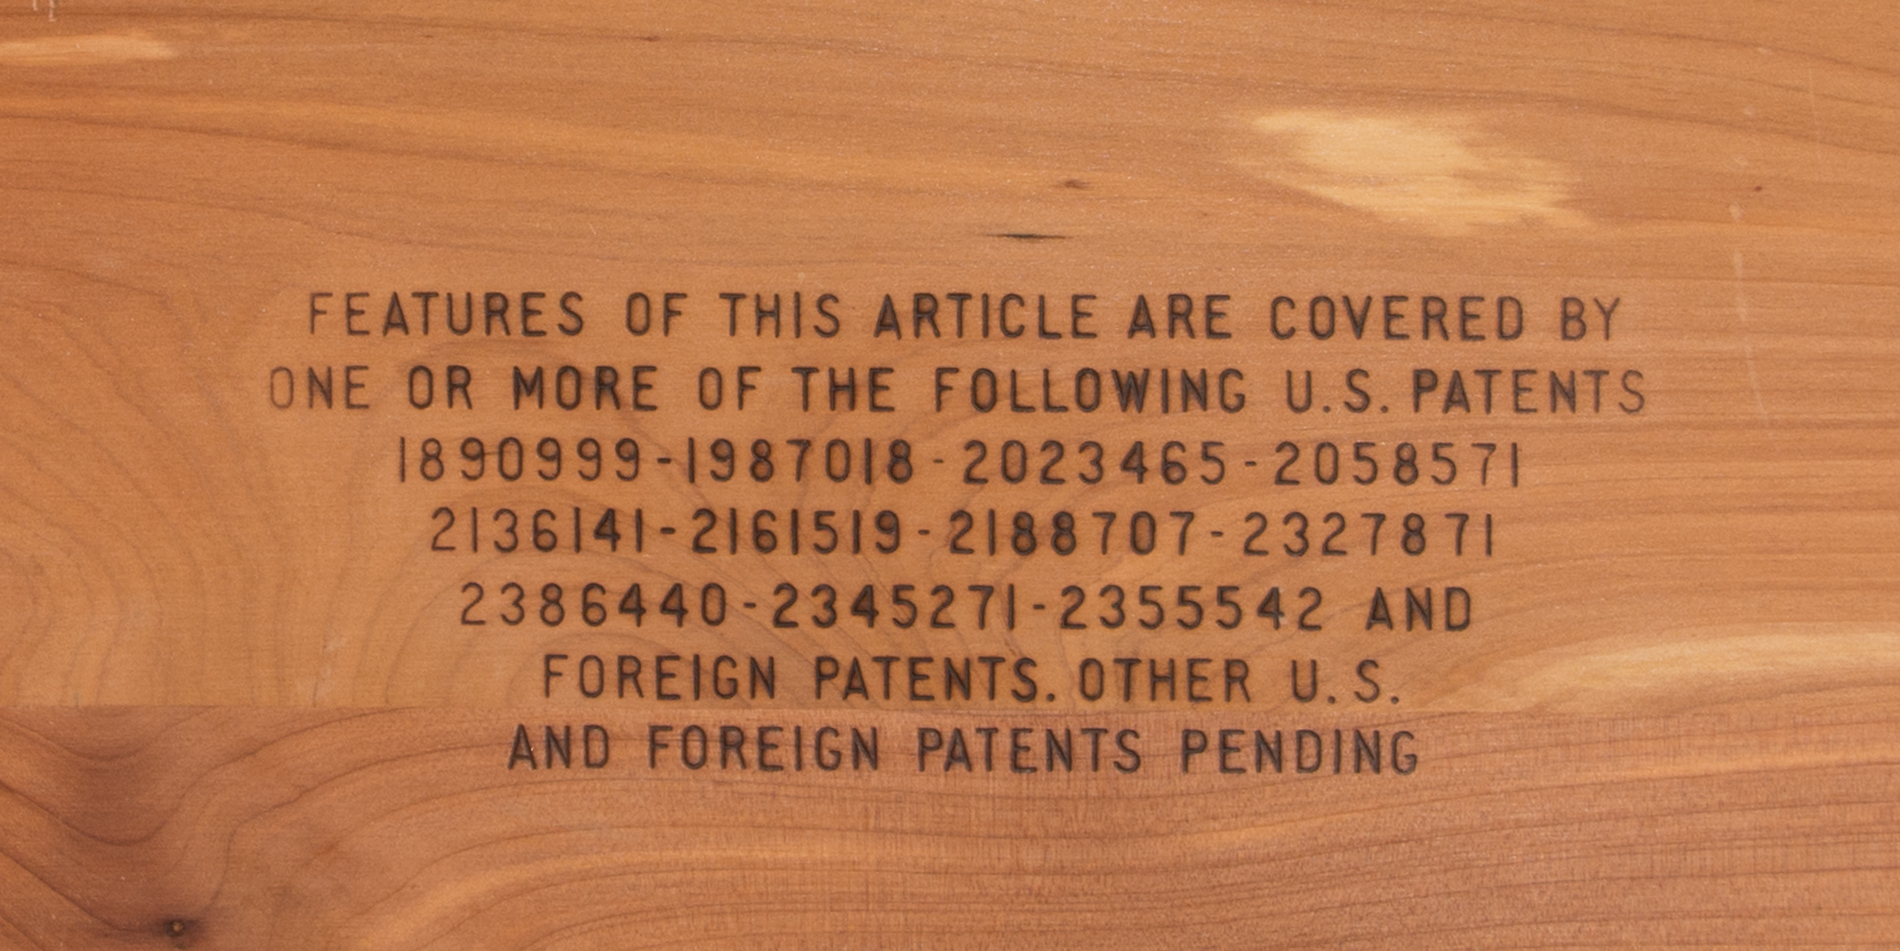 FEATURES OF THIS ARTICLE ARE COVERED BY
ONE OR MORE OF THE FOLLOWING U.S. PATENTS
1890999-1987018-2023465-2058571
2136141-2161519-2188707-2327871
2386440-2345271-2355542 AND
FOREIGN PATENTS. OTHER U.S.
AND FOREIGN PATENTS PENDING